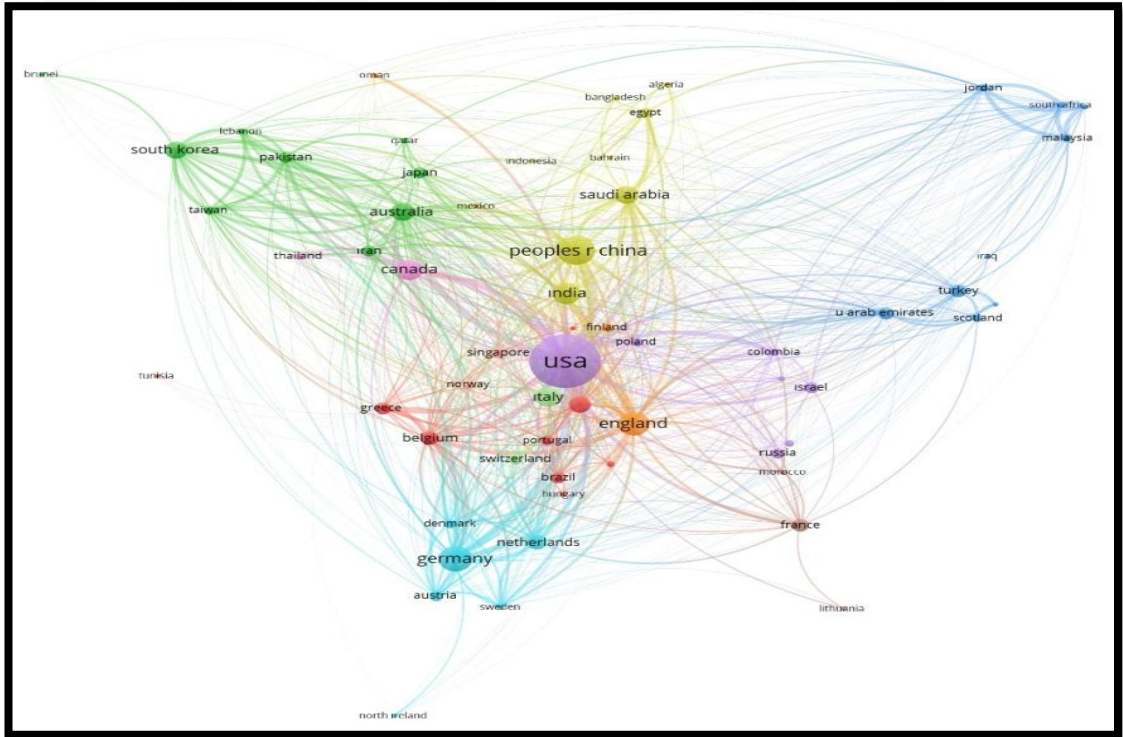 brunei
oman
algeria
jordan
bangladesh
south africa
egypt
lebanon
malaysia
qatar
south korea
pakistan
indonesia
bahrain
japan
saudi arabia
taiwan
australia
mexico
iran
peoples r china
thailand
iraq
canada
india
turkey
u arab emirates
scotland
finland
poland
singapore
colombia
usa
tunisia
norway
israel
italy
greece
england
belgium
portugal
switzerland
russia
brazil
morocco
hungary
denmark
france
netherlands
germany
austria
sweden
lithuania
north ireland